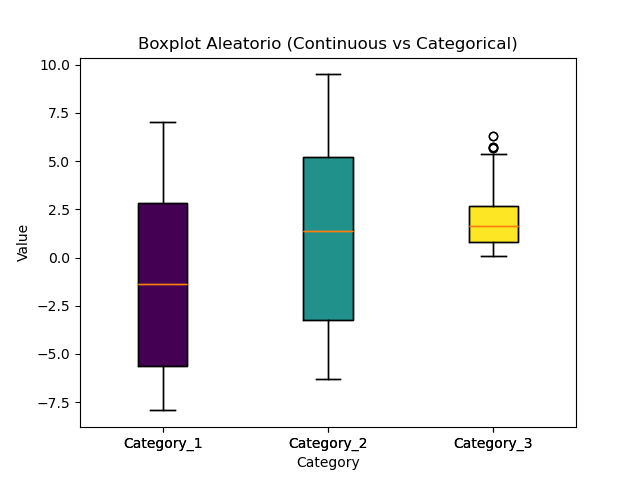 Boxplot Aleatorio (Continuous vs Categorical)
10.0
7.5
5.0
2.5
0.0
−2.5
−5.0
−7.5
Value
Category_1 Category_2 Category_3
Category